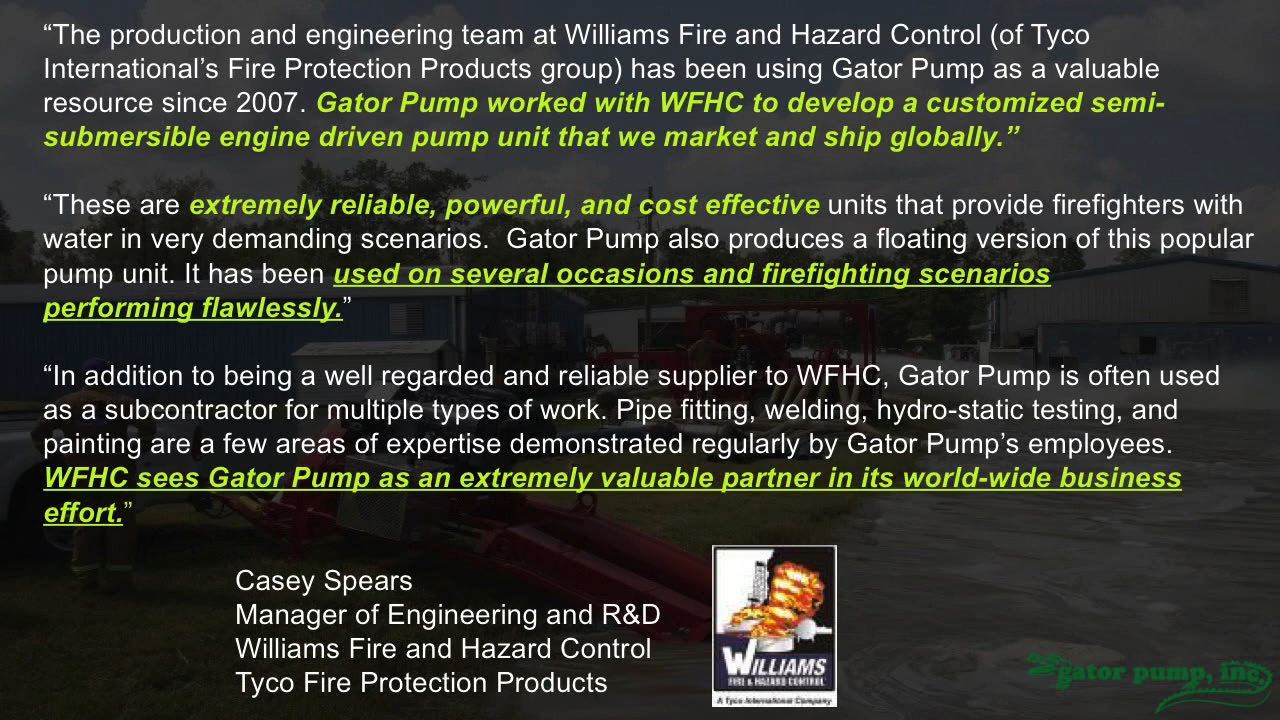 “The production and engineering team at Williams Fire and Hazard Control (of Tyco
International’s Fire Protection Products group) has been using Gator Pump as a valuable
resource since 2007. Gator Pump worked with WFHC to develop a customized semi-
submersible engine driven pump unit that we market and ship globally.”
“These are extremely reliable, powerful, and cost effective units that provide firefighters with
water in very demanding scenarios.  Gator Pump also produces a floating version of this popular
pump unit. It has been used on several occasions and firefighting scenarios
performing flawlessly.”
“In addition to being a well regarded and reliable supplier to WFHC, Gator Pump is often used
as a subcontractor for multiple types of work. Pipe fitting, welding, hydro-static testing, and
painting are a few areas of expertise demonstrated regularly by Gator Pump’s employees.
WFHC sees Gator Pump as an extremely valuable partner in its world-wide business
effort.”
Casey Spears
Manager of Engineering and R&D
Williams Fire and Hazard Control
Tyco Fire Protection Products
WILLIAMS
FIRE & HAZARD CONTROL
A Tyco International Company
gator pump, inc.